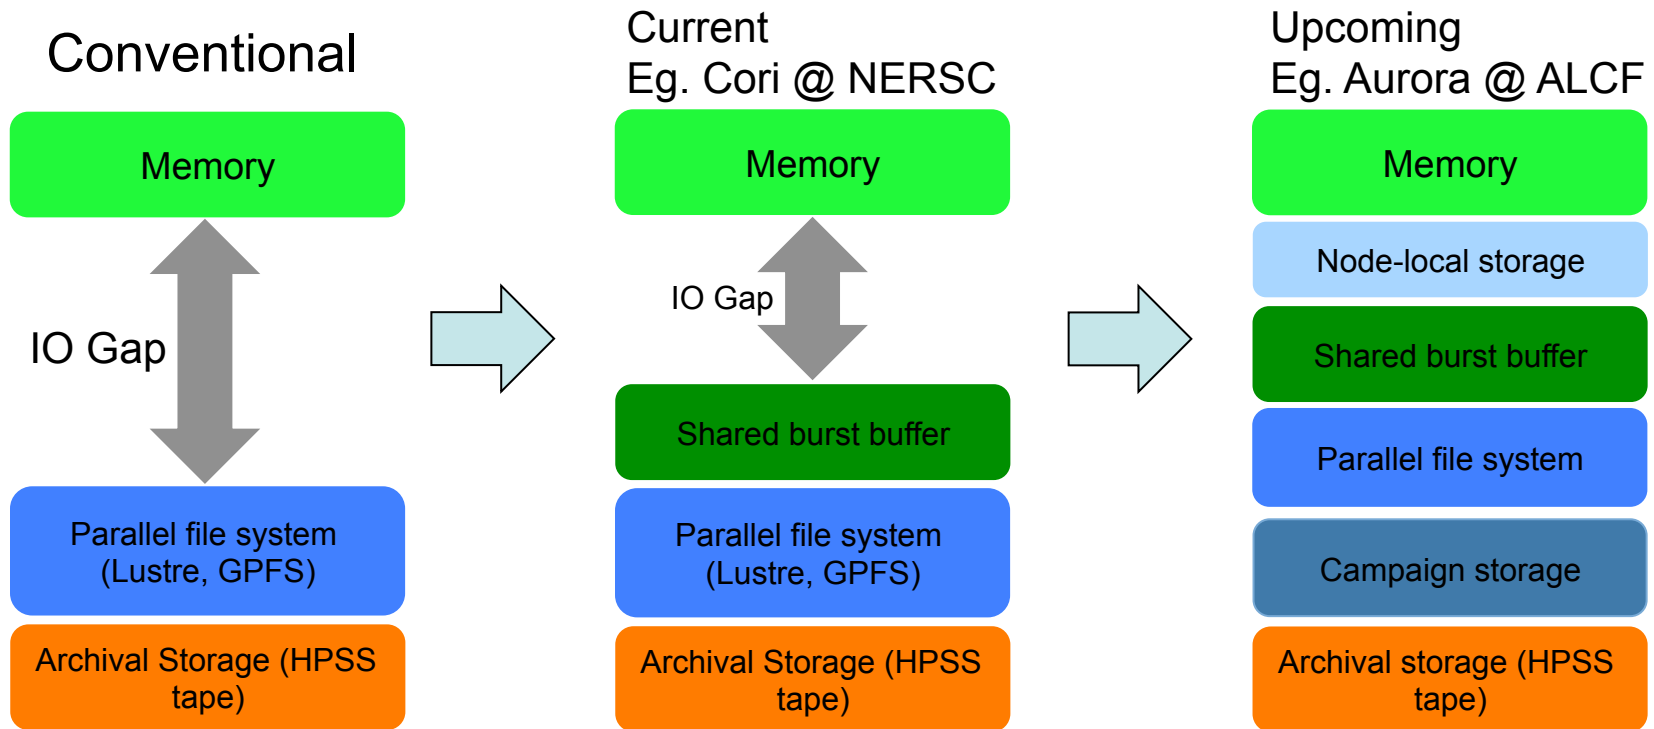 Conventional
Memory
IO Gap
Parallel file system
(Lustre, GPFS)
Archival Storage (HPSS
tape)
Current
Eg. Cori @ NERSC
Memory
IO Gap
Shared burst buffer
Parallel file system
(Lustre, GPFS)
Archival Storage (HPSS
tape)
Upcoming
Eg. Aurora @ ALCF
Memory
Node-local storage
Shared burst buffer
Parallel file system
Campaign storage
Archival storage (HPSS
tape)